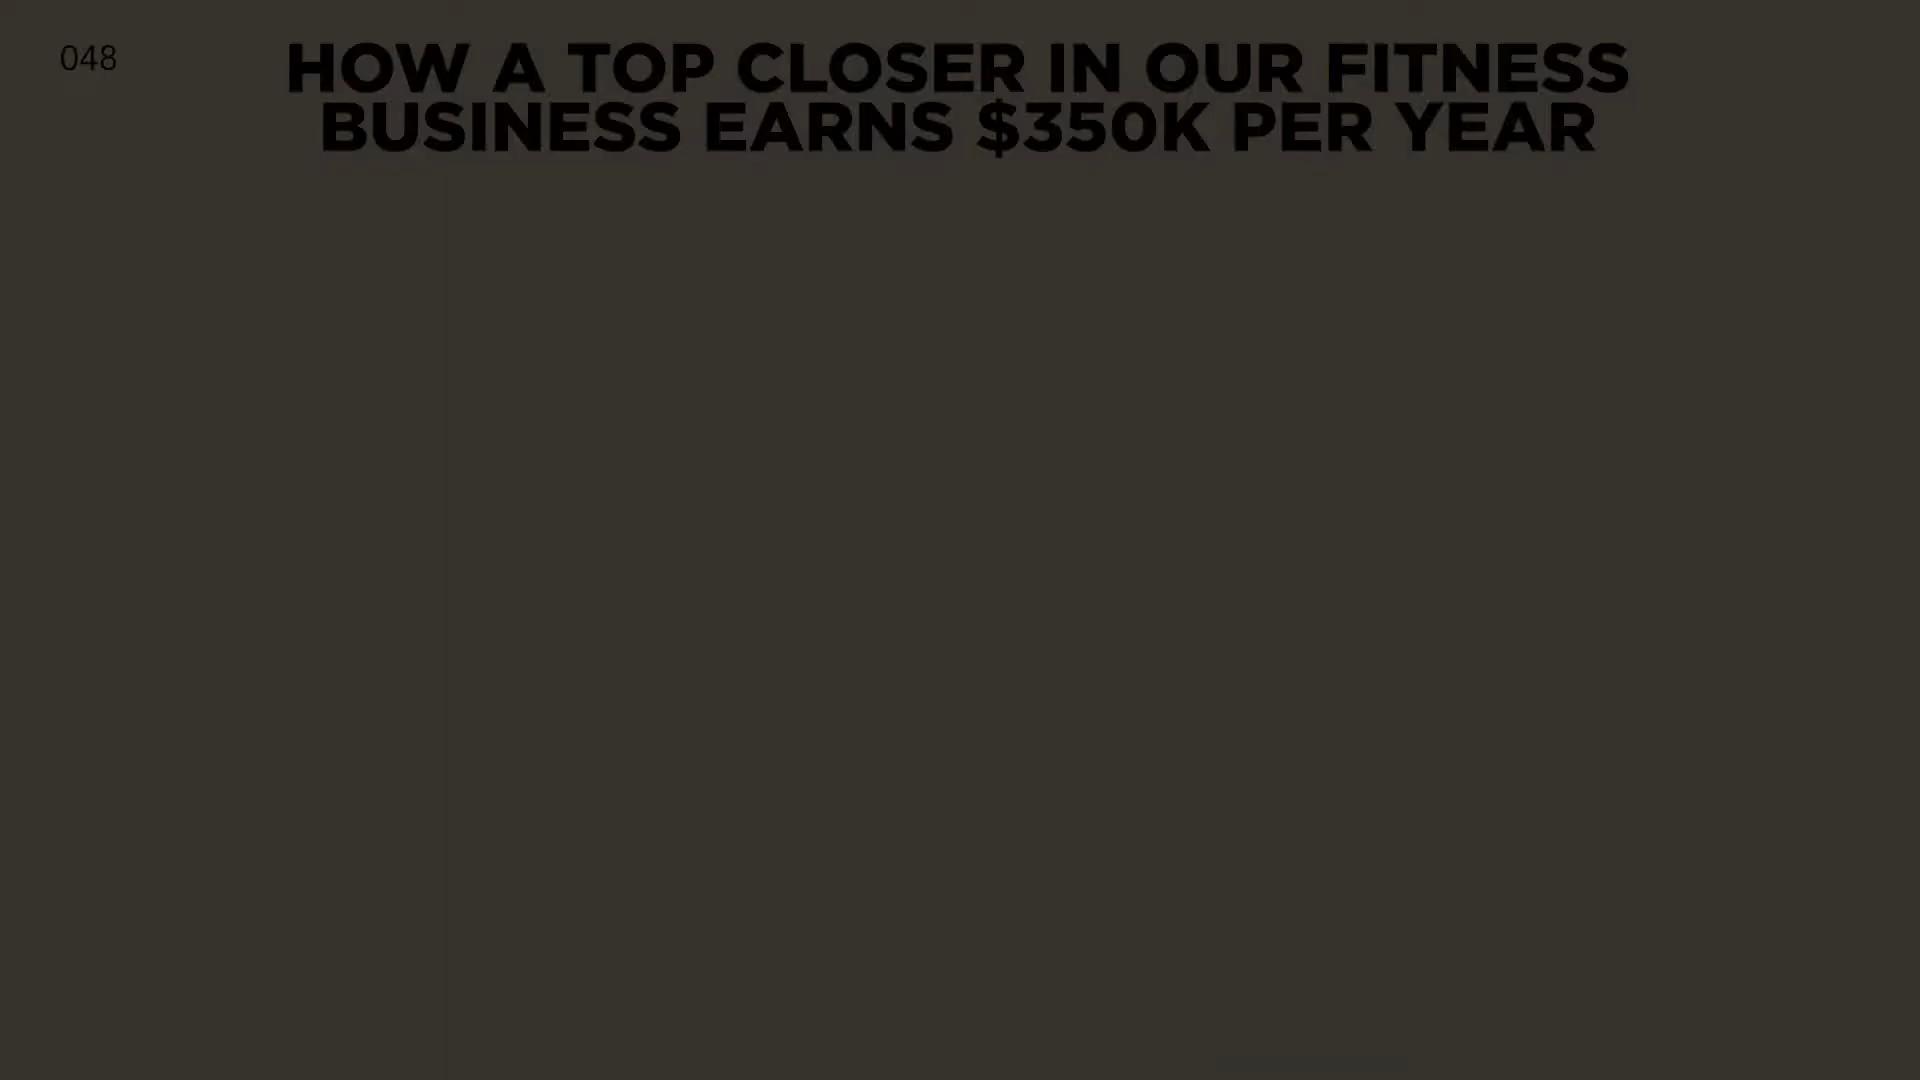 048
HOW A TOP CLOSER IN OUR FITNESS
BUSINESS EARNS $350K PER YEAR